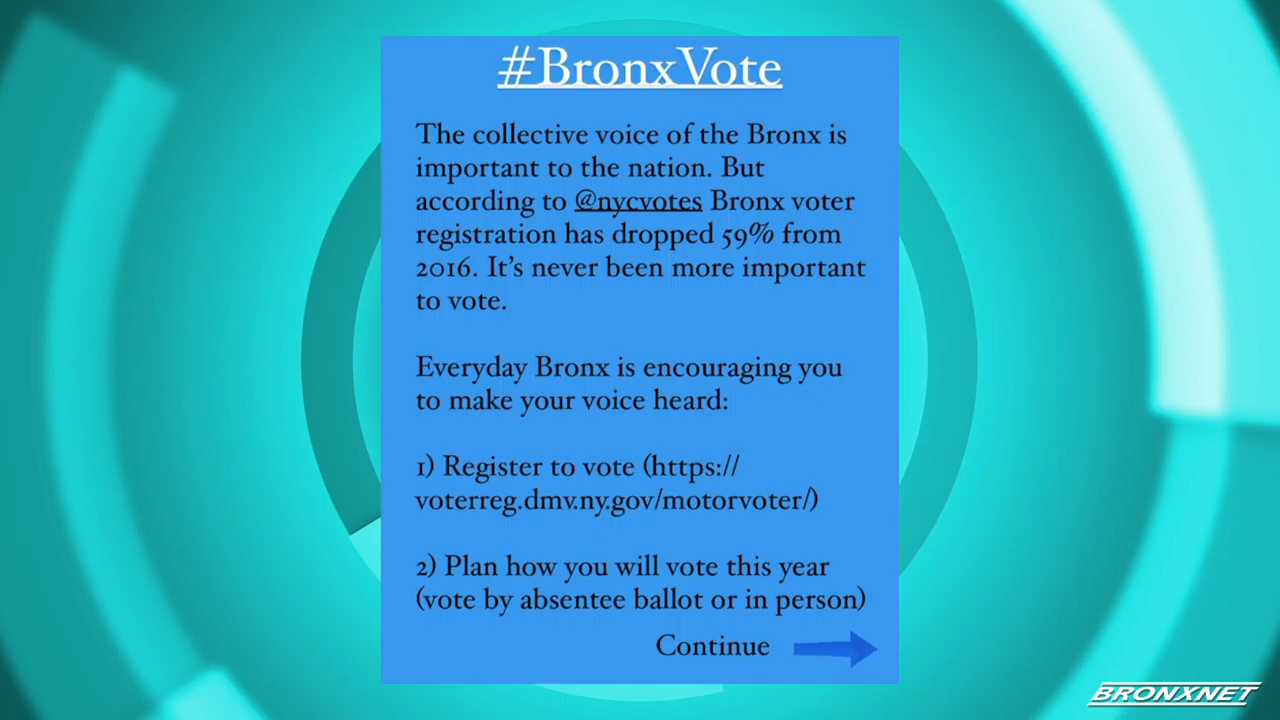 #BronxVote
The collective voice of the Bronx is
important to the nation. But
according to @nycvotes Bronx voter
registration has dropped 59% from
2016. It’s never been more important
to vote.
Everyday Bronx is encouraging you
to make your voice heard:
1) Register to vote (https://
voterreg.dmv.ny.gov/motorvoter/)
2) Plan how you will vote this year
(vote by absentee ballot or in person)
Continue
BRONXNET